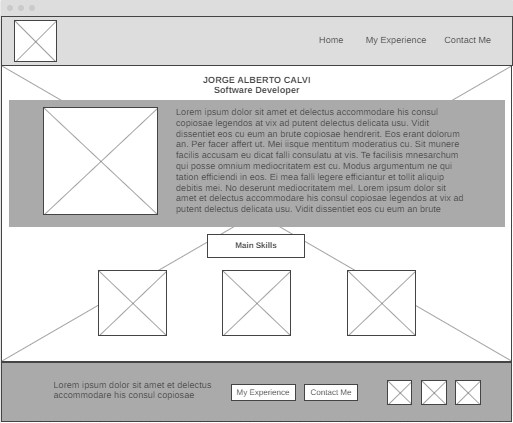 Home My Experience Contact Me
JORGE ALBERTO CALVI
Software Developer
Lorem ipsum dolor sit amet et delectus accommodare his consul
copiosae legendos at vix ad putent delectus delicata usu. Vidit
dissetiet eos cu eum an brute copiosae hendrerit. Eos erant dolorum
an. Per facer affert ut. Mei iisque mentitum moderatius cu. Sit munere
facilis accusam eu dicat falli consulatu at vis. Te facilisis mnesarchum
qui posse omnium mediocritatem est cu. Modus argumentum ne qui
tation efficiendi in eos. Ei mea falli legere efficiantur et tollit aliquip
debitis mei. No deserunt mediocritatem mel. Lorem ipsum dolor sit
amet et delectus accommodare his consul copiosae legendos at vix ad
putent delectus delicata usu. Vidit dissetiet eos cu eum an brute
Main Skills
Lorem ipsum dolor sit amet et delectus
accommodare his consul copiosae
My Experience Contact Me